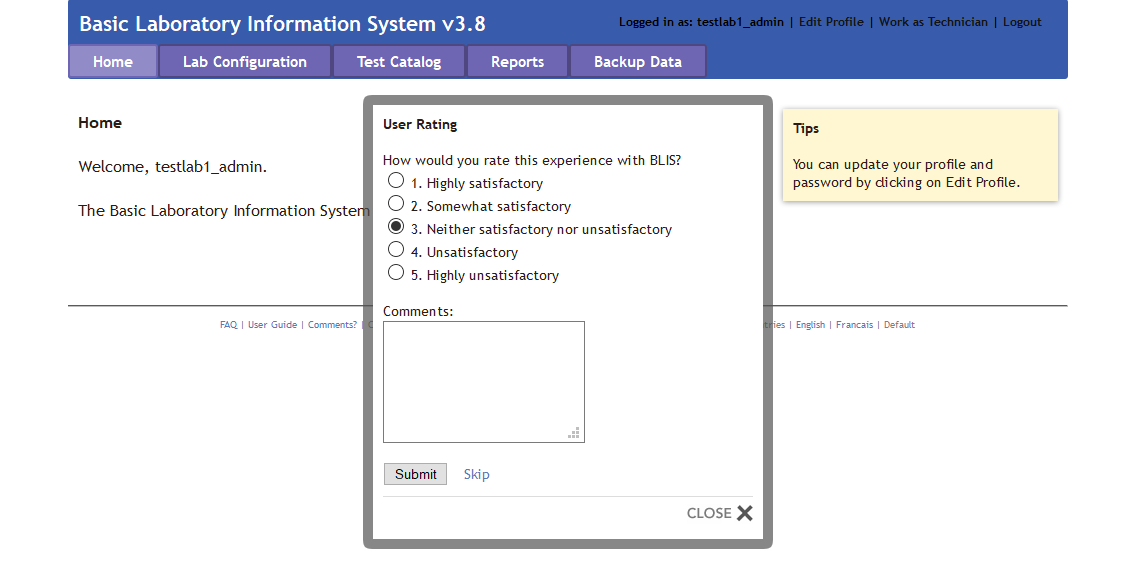 Basic Laboratory Information System v3.8
Logged in as: testlab1_admin | Edit Profile | Work as Technician | Logout
Home Lab Configuration Test Catalog Reports Backup Data
Home
Welcome, testlab1_admin.
The Basic Laboratory Information System
User Rating
How would you rate this experience with BLIS?
1. Highly satisfactory
2. Somewhat satisfactory
3. Neither satisfactory nor unsatisfactory
4. Unsatisfactory
5. Highly unsatisfactory
Comments:
Submit Skip
CLOSE
Tips
You can update your profile and
password by clicking on Edit Profile.
FAQ | User Guide | Comments? | English | Francais | Default